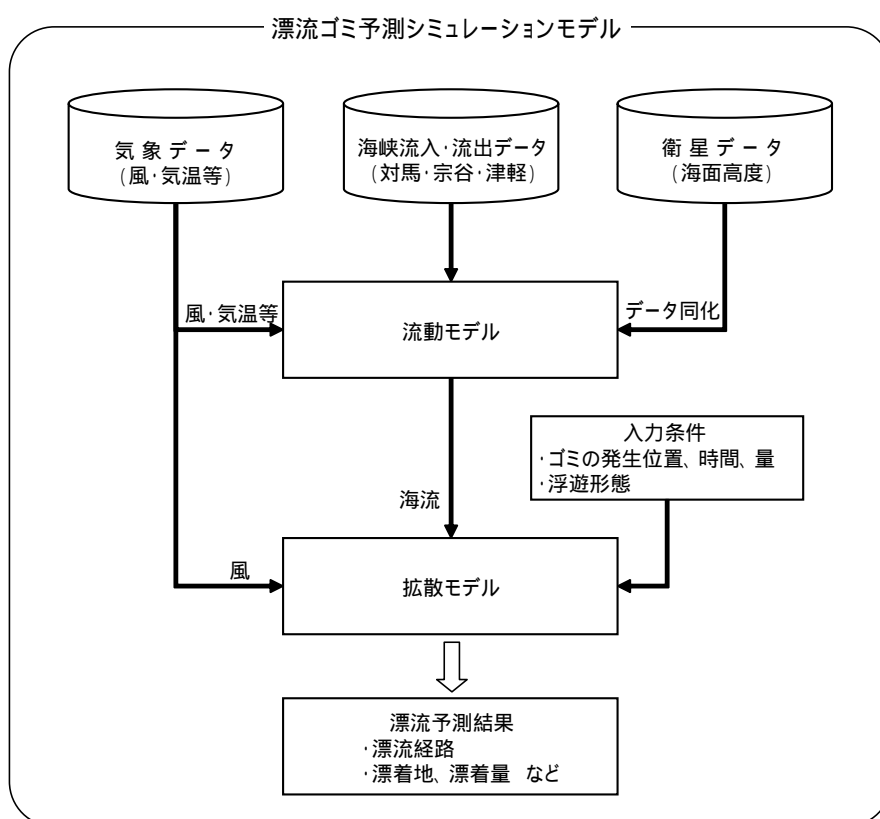 漂流ゴミ予測シミュレーションモデル
気象データ
(風・気温等)
海峡流入・流出データ
(対馬・宗谷・津軽)
衛星データ
(海面高度)
風・気温等
流動モデル
データ同化
入力条件
・ゴミの発生位置、時間、量
・浮遊形態
海流
風
拡散モデル
漂流予測結果
・漂流経路
・漂着地、漂着量 など